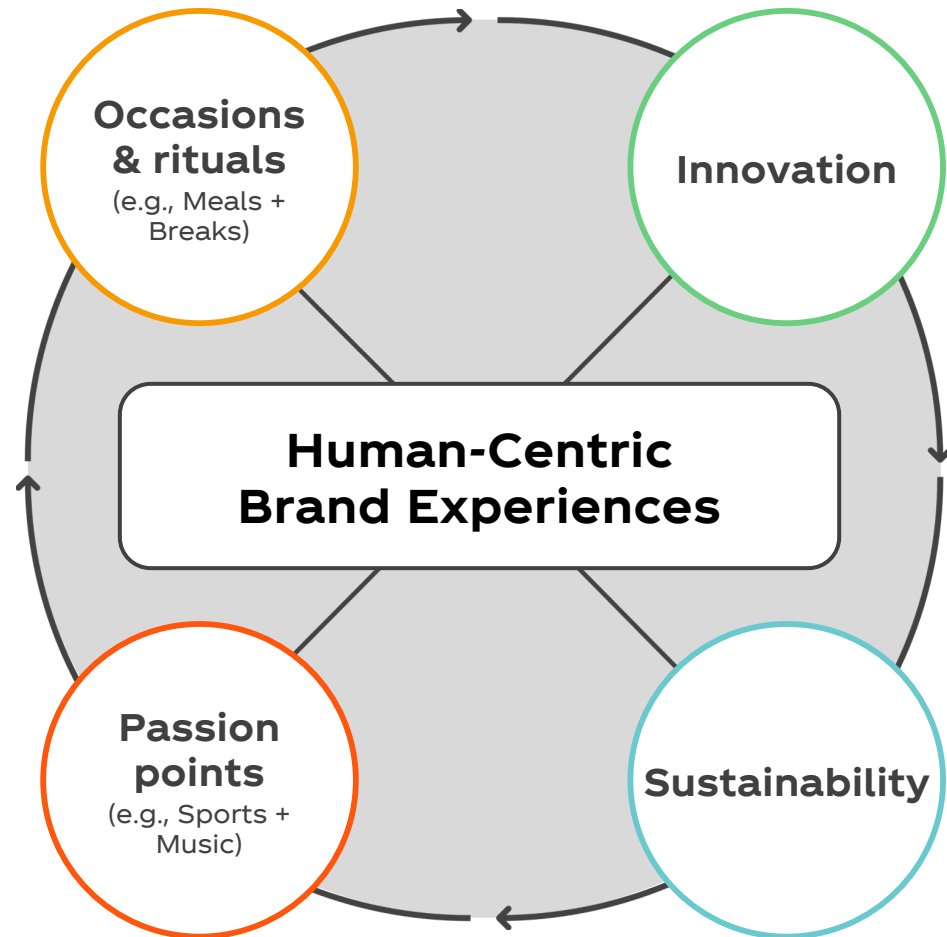 Occasions
& rituals
(e.g., Meals +
Breaks)
Innovation
Human-Centric
Brand Experiences
Passion
points
(e.g., Sports +
Music)
Sustainability